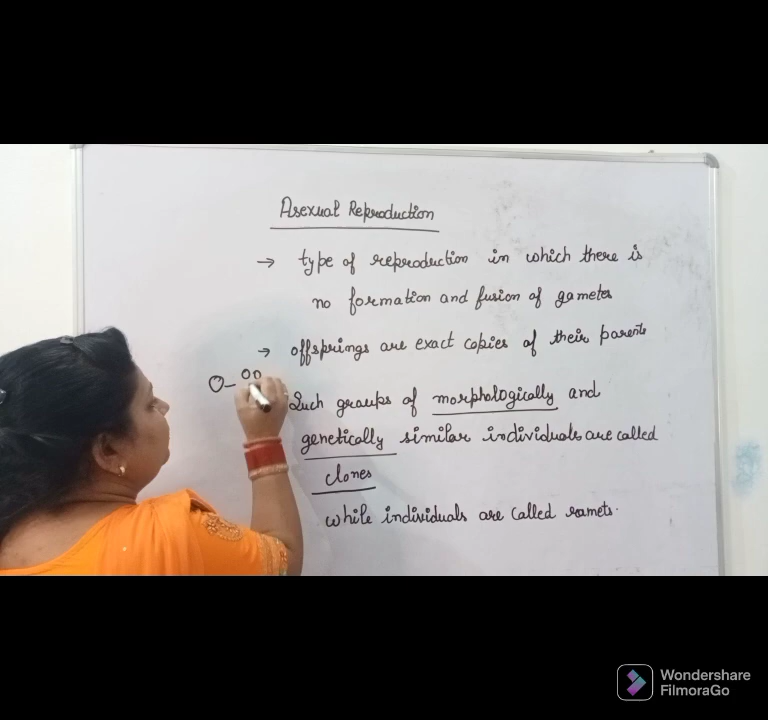 Asexual Reproduction
→ type of reproduction in which there is
no formation and fusion of gametes
→ offsprings are exact copies of their parents
Such groups of morphologically and
genetically similar individuals are called
clones
while individuals are called ramets.
Wondershare
FilmoraGo